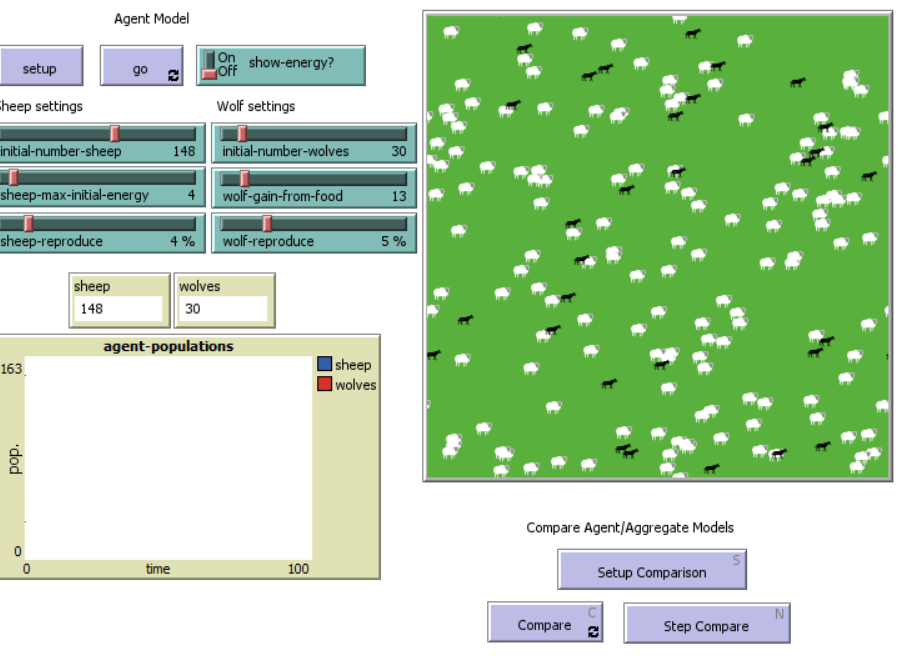 Agent Model
setup
go
On
Off
show-energy?
Sheep settings
Wolf settings
initial-number-sheep 148
initial-number-wolves 30
sheep-max-initial-energy 4
wolf-gain-from-food 13
sheep-reproduce 4 %
wolf-reproduce 5 %
sheep
148
wolves
30
agent-populations
163
pop.
0
0
time
100
sheep
wolves
Compare Agent/Aggregate Models
Setup Comparison S
Compare C
Step Compare N